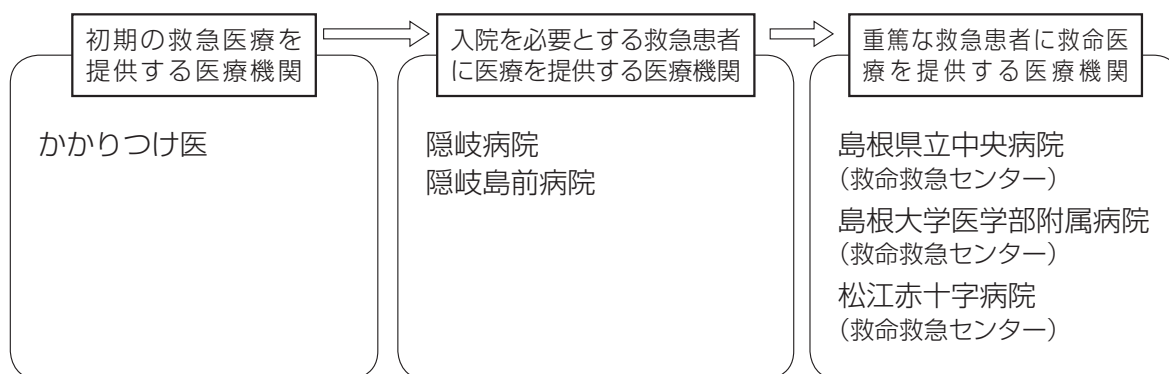 初期の救急医療を
提供する医療機関
かかりつけ医
入院を必要とする救急患者
に医療を提供する医療機関
隠岐病院
隠岐島前病院
重篤な救急患者に救命医
療を提供する医療機関
島根県立中央病院
(救命救急センター)
島根大学医学部附属病院
(救命救急センター)
松江赤十字病院
(救命救急センター)